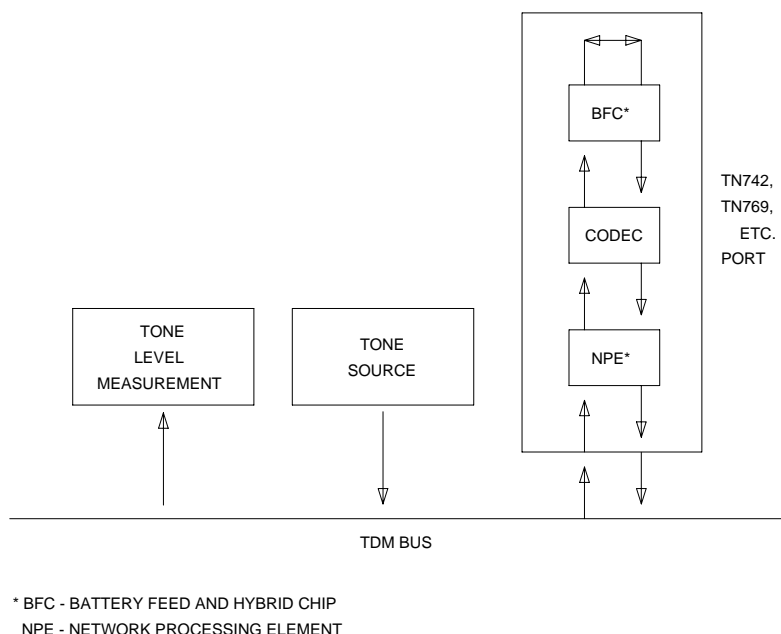 BFC*
TN742,
TN769,
ETC.
PORT
CODEC
TONE
LEVEL
MEASUREMENT
TONE
SOURCE
NPE*
TDM BUS
* BFC - BATTERY FEED AND HYBRID CHIP
NPE - NETWORK PROCESSING ELEMENT